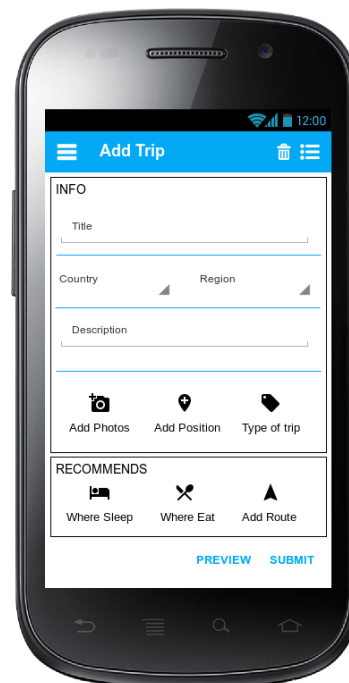 12:00
Add Trip
INFO
Title
Country Region
Description
Add Photos Add Position Type of trip
RECOMMENDS
Where Sleep Where Eat Add Route
PREVIEW SUBMIT